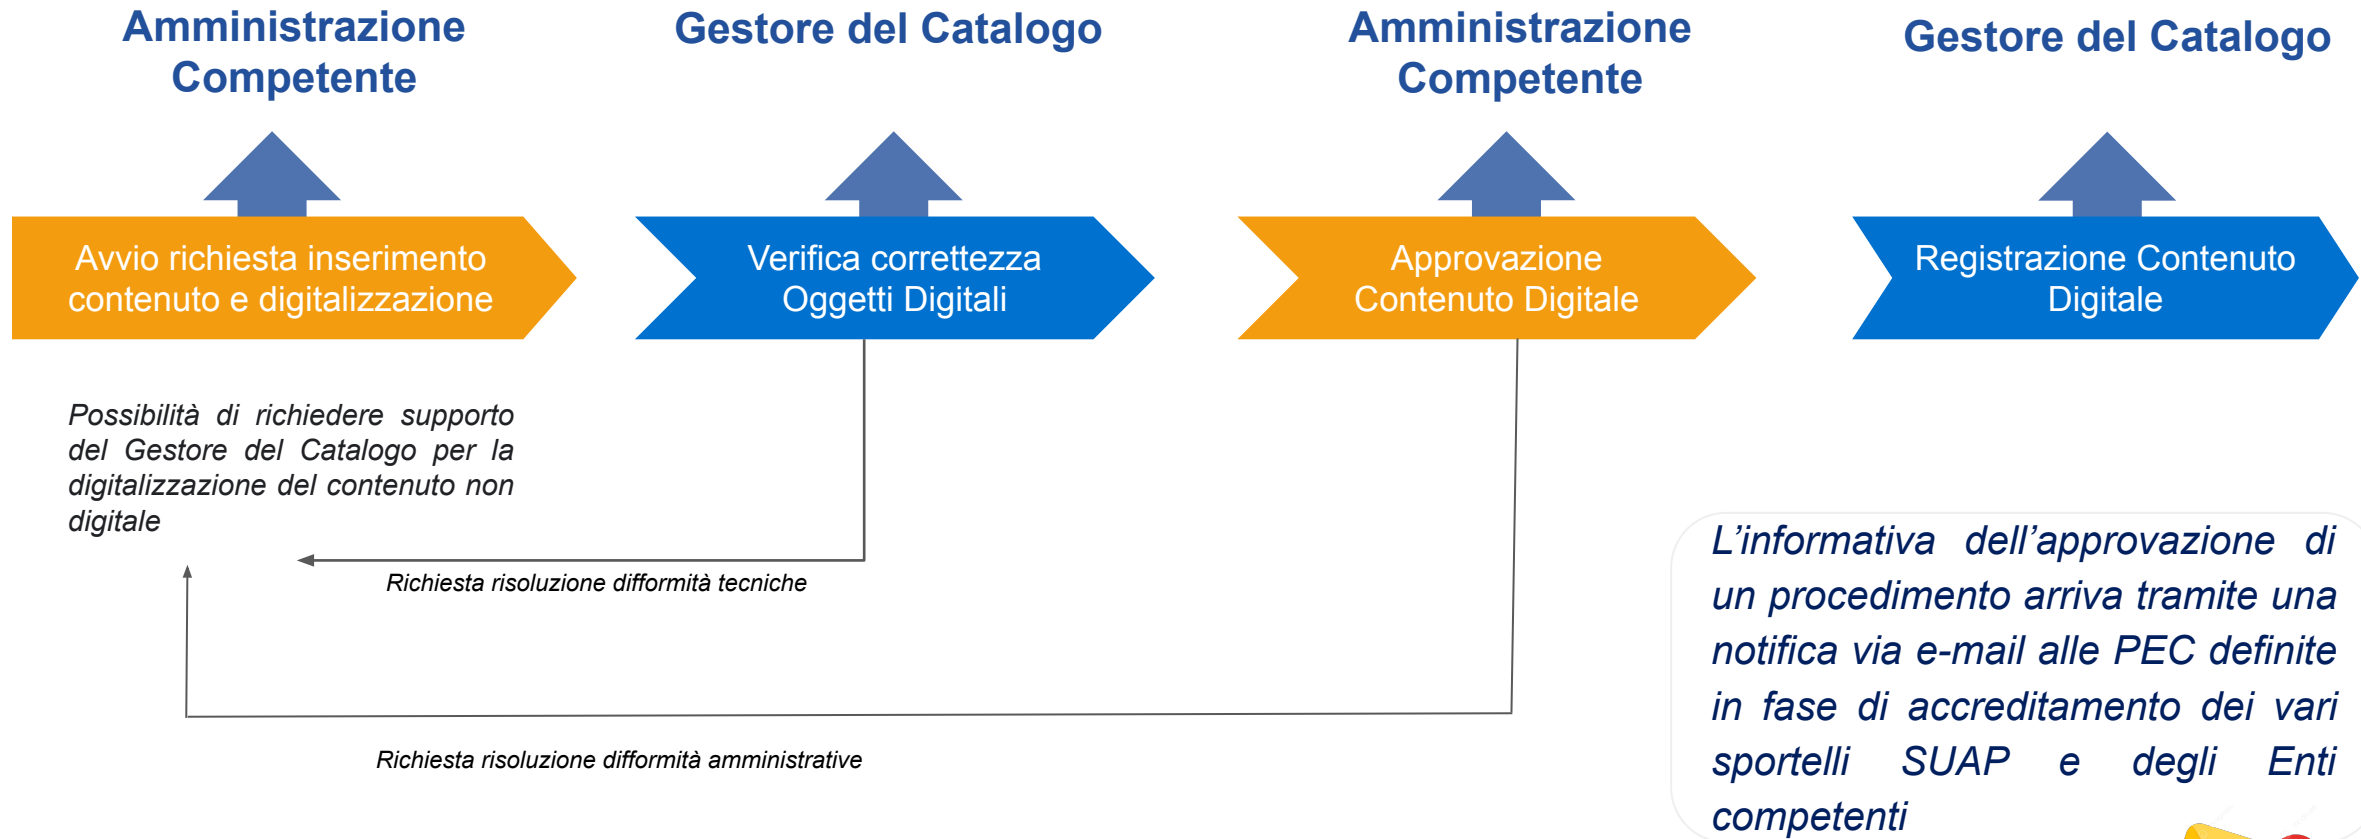 Amministrazione
Competente
Gestore del Catalogo
Amministrazione
Competente
Gestore del Catalogo
Avvio richiesta inserimento
contenuto e digitalizzazione
Verifica correttezza
Oggetti Digitali
Approvazione
Contenuto Digitale
Registrazione Contenuto
Digitale
Possibilità di richiedere supporto
del Gestore del Catalogo per la
digitalizzazione del contenuto non
digitale
Richiesta risoluzione difformità tecniche
Richiesta risoluzione difformità amministrative
L’informativa dell’approvazione di
un procedimento arriva tramite una
notifica via e-mail alle PEC definite
in fase di accreditamento dei vari
sportelli SUAP e degli Enti
competenti